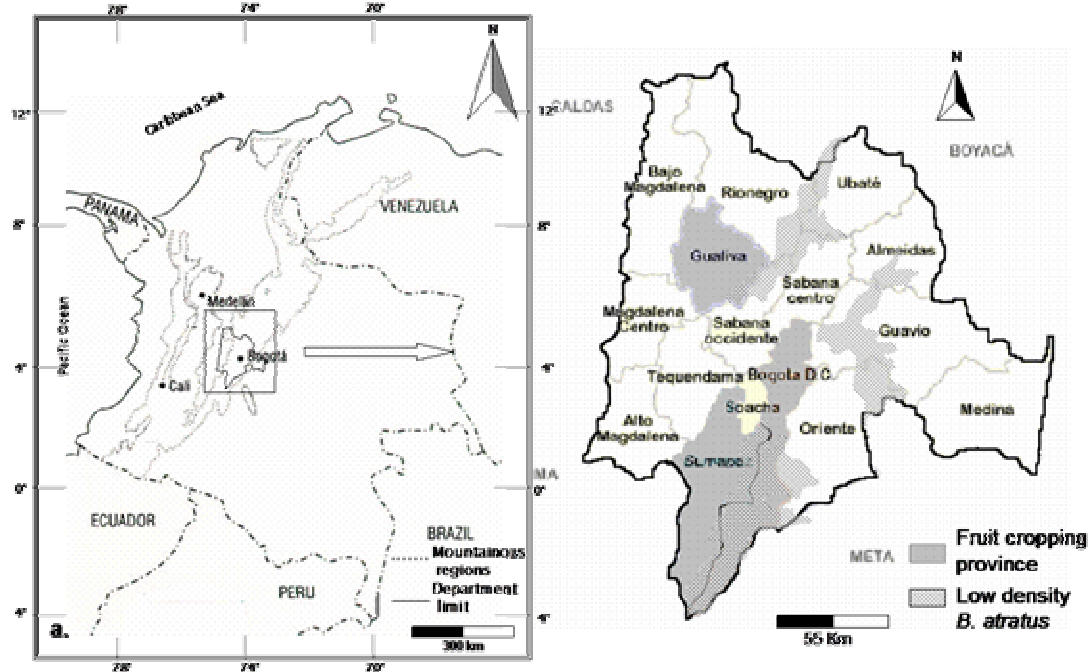 78°
74°
70°
N
12°
Caribbean Sea
8°
PANAMÁ
VENEZUELA
Pacific Ocean
Medellín
Bogotá
4°
Cali
0°
ECUADOR
BRAZIL
Mountainous
regions
PERU
Department
limit
4°
a.
300 km
78°
74°
70°
12°
8°
4°
0°
4°
N
CALDAS
BOYACÁ
Bajo
Magdalena
Rionegro
Ubaté
Gualiva
Almeidas
Sabana
centro
Magdalena
Centro
Sabana
occidente
Guavio
Tequendama
Bogota D.C.
Soacha
Medina
Alto
Magdalena
Oriente
Sumapaz
MA
META
Fruit cropping
province
Low density
B. atratus
55 Km